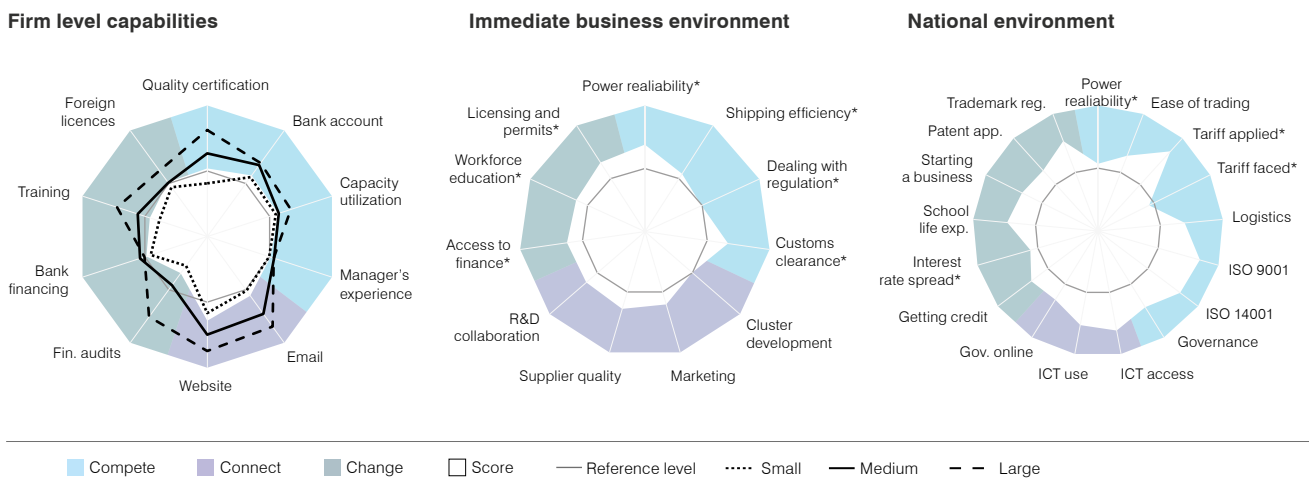 Firm level capabilities
Immediate business environment
National environment
Quality certification
Foreign
licences
Bank account
Training
Capacity
utilization
Bank
financing
Manager's
experience
Fin. audits
Email
Website
Power realiability*
Licensing and
permits*
Shipping efficiency*
Workforce
education*
Dealing with
regulation*
Access to
finance*
Customs
clearance*
R&D
collaboration
Cluster
development
Supplier quality
Marketing
Power
realiability*
Trademark reg.
Ease of trading
Patent app.
Tariff applied*
Starting
a business
Tariff faced*
School
life exp.
Logistics
Interest
rate spread*
ISO 9001
Getting credit
ISO 14001
Gov. online
Governance
ICT use
ICT access
Compete
Connect
Change
Score
Reference level
Small
Medium
Large